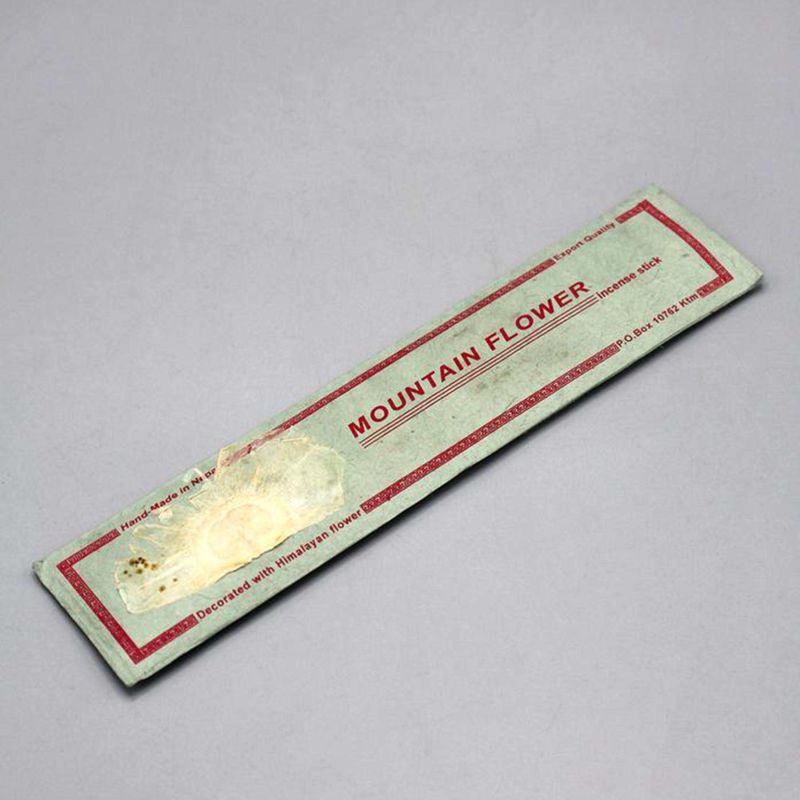 Export Quality
MOUNTAIN FLOWER
incense stick
P.O.Box 10762 Ktm
Hand-Made in
Decorated with Himalayan flower